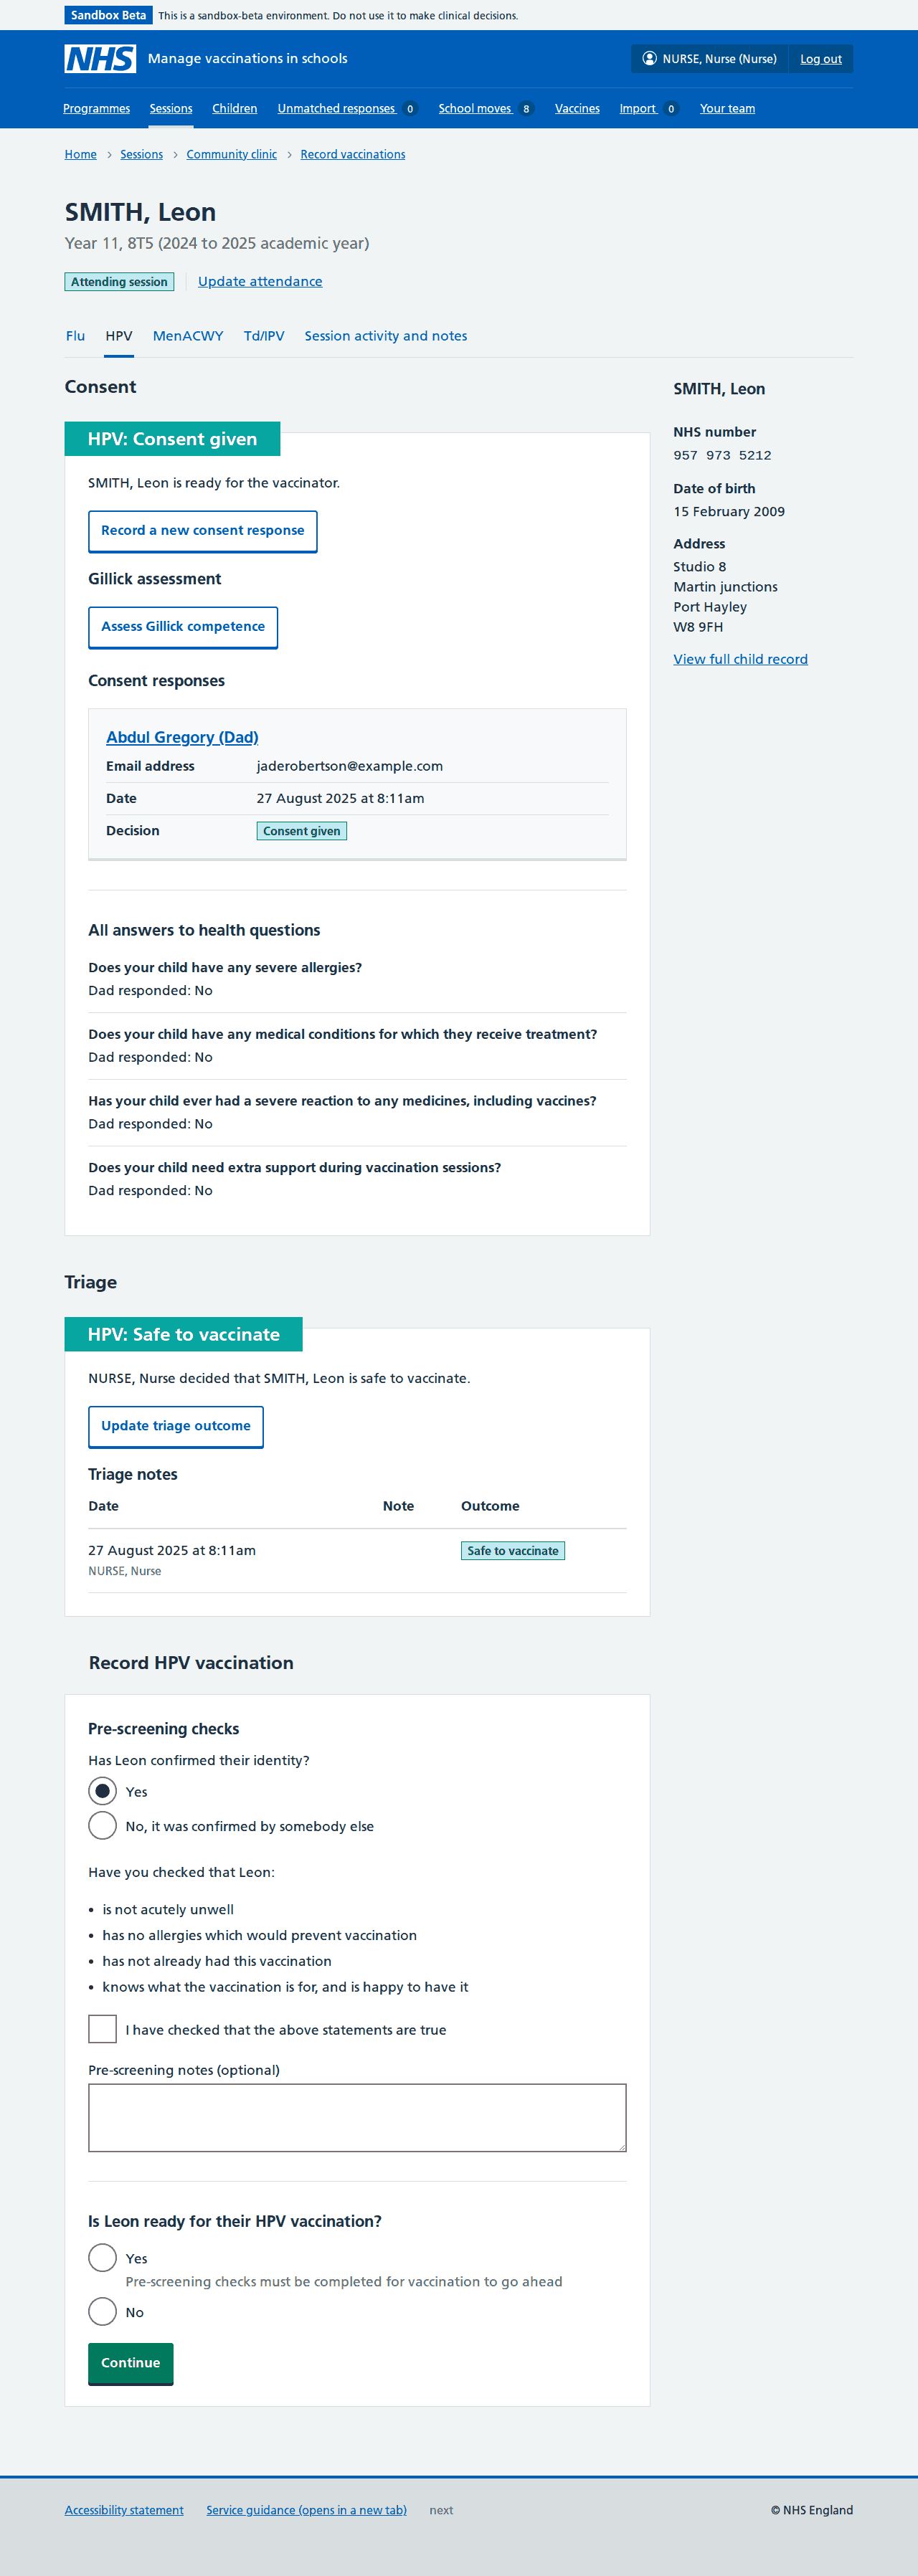 Sandbox Beta This is a sandbox-beta environment. Do not use it to make clinical decisions.
NHS Manage vaccinations in schools NURSE, Nurse (Nurse) Log out
Programmes Sessions Children Unmatched responses 0 School moves 8 Vaccines Import 0 Your team
Home Sessions Community clinic Record vaccinations
SMITH, Leon
Year 11, 8T5 (2024 to 2025 academic year)
Attending session Update attendance
Flu HPV MenACWY Td/IPV Session activity and notes
Consent
HPV: Consent given
SMITH, Leon is ready for the vaccinator.
Record a new consent response
Gillick assessment
Assess Gillick competence
Consent responses
Abdul Gregory (Dad)
Email address jaderobertson@example.com
Date 27 August 2025 at 8:11am
Decision Consent given
All answers to health questions
Does your child have any severe allergies?
Dad responded: No
Does your child have any medical conditions for which they receive treatment?
Dad responded: No
Has your child ever had a severe reaction to any medicines, including vaccines?
Dad responded: No
Does your child need extra support during vaccination sessions?
Dad responded: No
SMITH, Leon
NHS number
957 973 5212
Date of birth
15 February 2009
Address
Studio 8
Martin junctions
Port Hayley
W8 9FH
View full child record
Triage
HPV: Safe to vaccinate
NURSE, Nurse decided that SMITH, Leon is safe to vaccinate.
Update triage outcome
Triage notes
Date Note Outcome
27 August 2025 at 8:11am Safe to vaccinate
NURSE, Nurse
Record HPV vaccination
Pre-screening checks
Has Leon confirmed their identity?
Yes
No, it was confirmed by somebody else
Have you checked that Leon:
• is not acutely unwell
• has no allergies which would prevent vaccination
• has not already had this vaccination
• knows what the vaccination is for, and is happy to have it
I have checked that the above statements are true
Pre-screening notes (optional)
Is Leon ready for their HPV vaccination?
Yes
Pre-screening checks must be completed for vaccination to go ahead
No
Continue
Accessibility statement Service guidance (opens in a new tab) next © NHS England